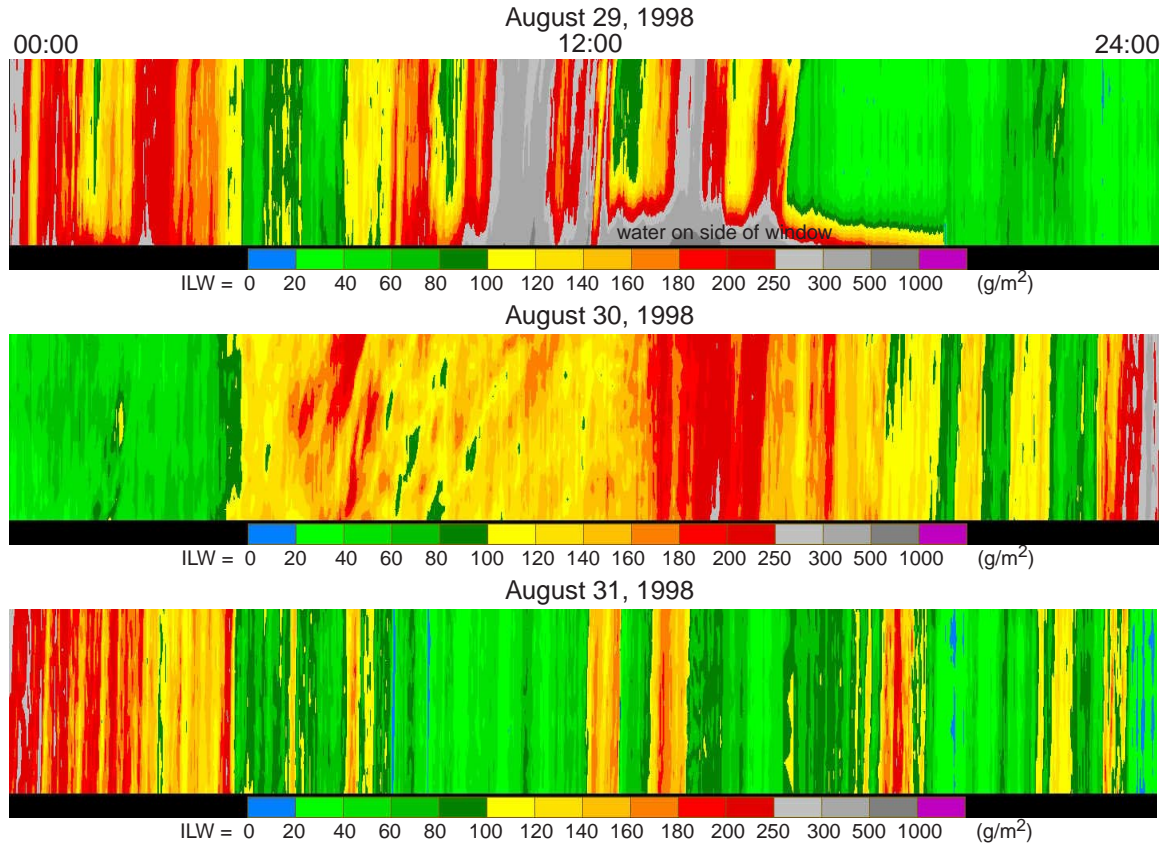 August 29, 1998
00:00 12:00 24:00
water on side of window
ILW = 0 20 40 60 80 100 120 140 160 180 200 250 300 500 1000 (g/m²)
August 30, 1998
ILW = 0 20 40 60 80 100 120 140 160 180 200 250 300 500 1000 (g/m²)
August 31, 1998
ILW = 0 20 40 60 80 100 120 140 160 180 200 250 300 500 1000 (g/m²)